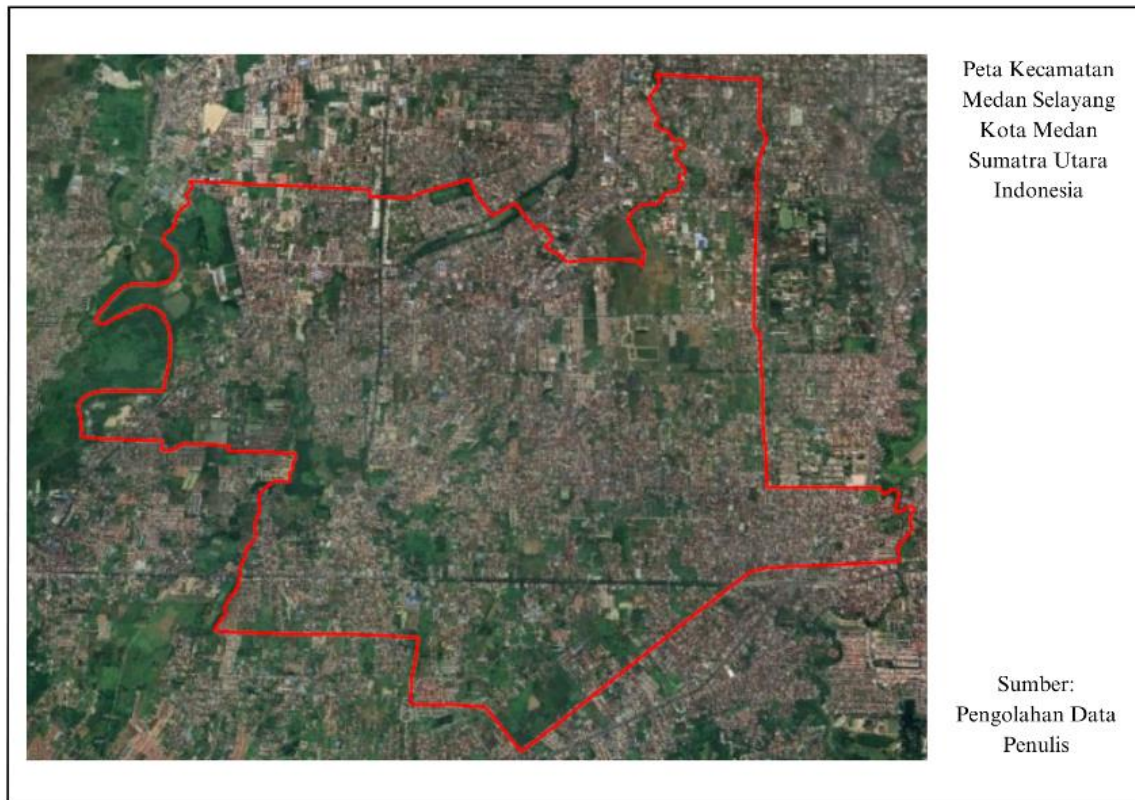 Peta Kecamatan
Medan Selayang
Kota Medan
Sumatra Utara
Indonesia
Sumber:
Pengolahan Data
Penulis